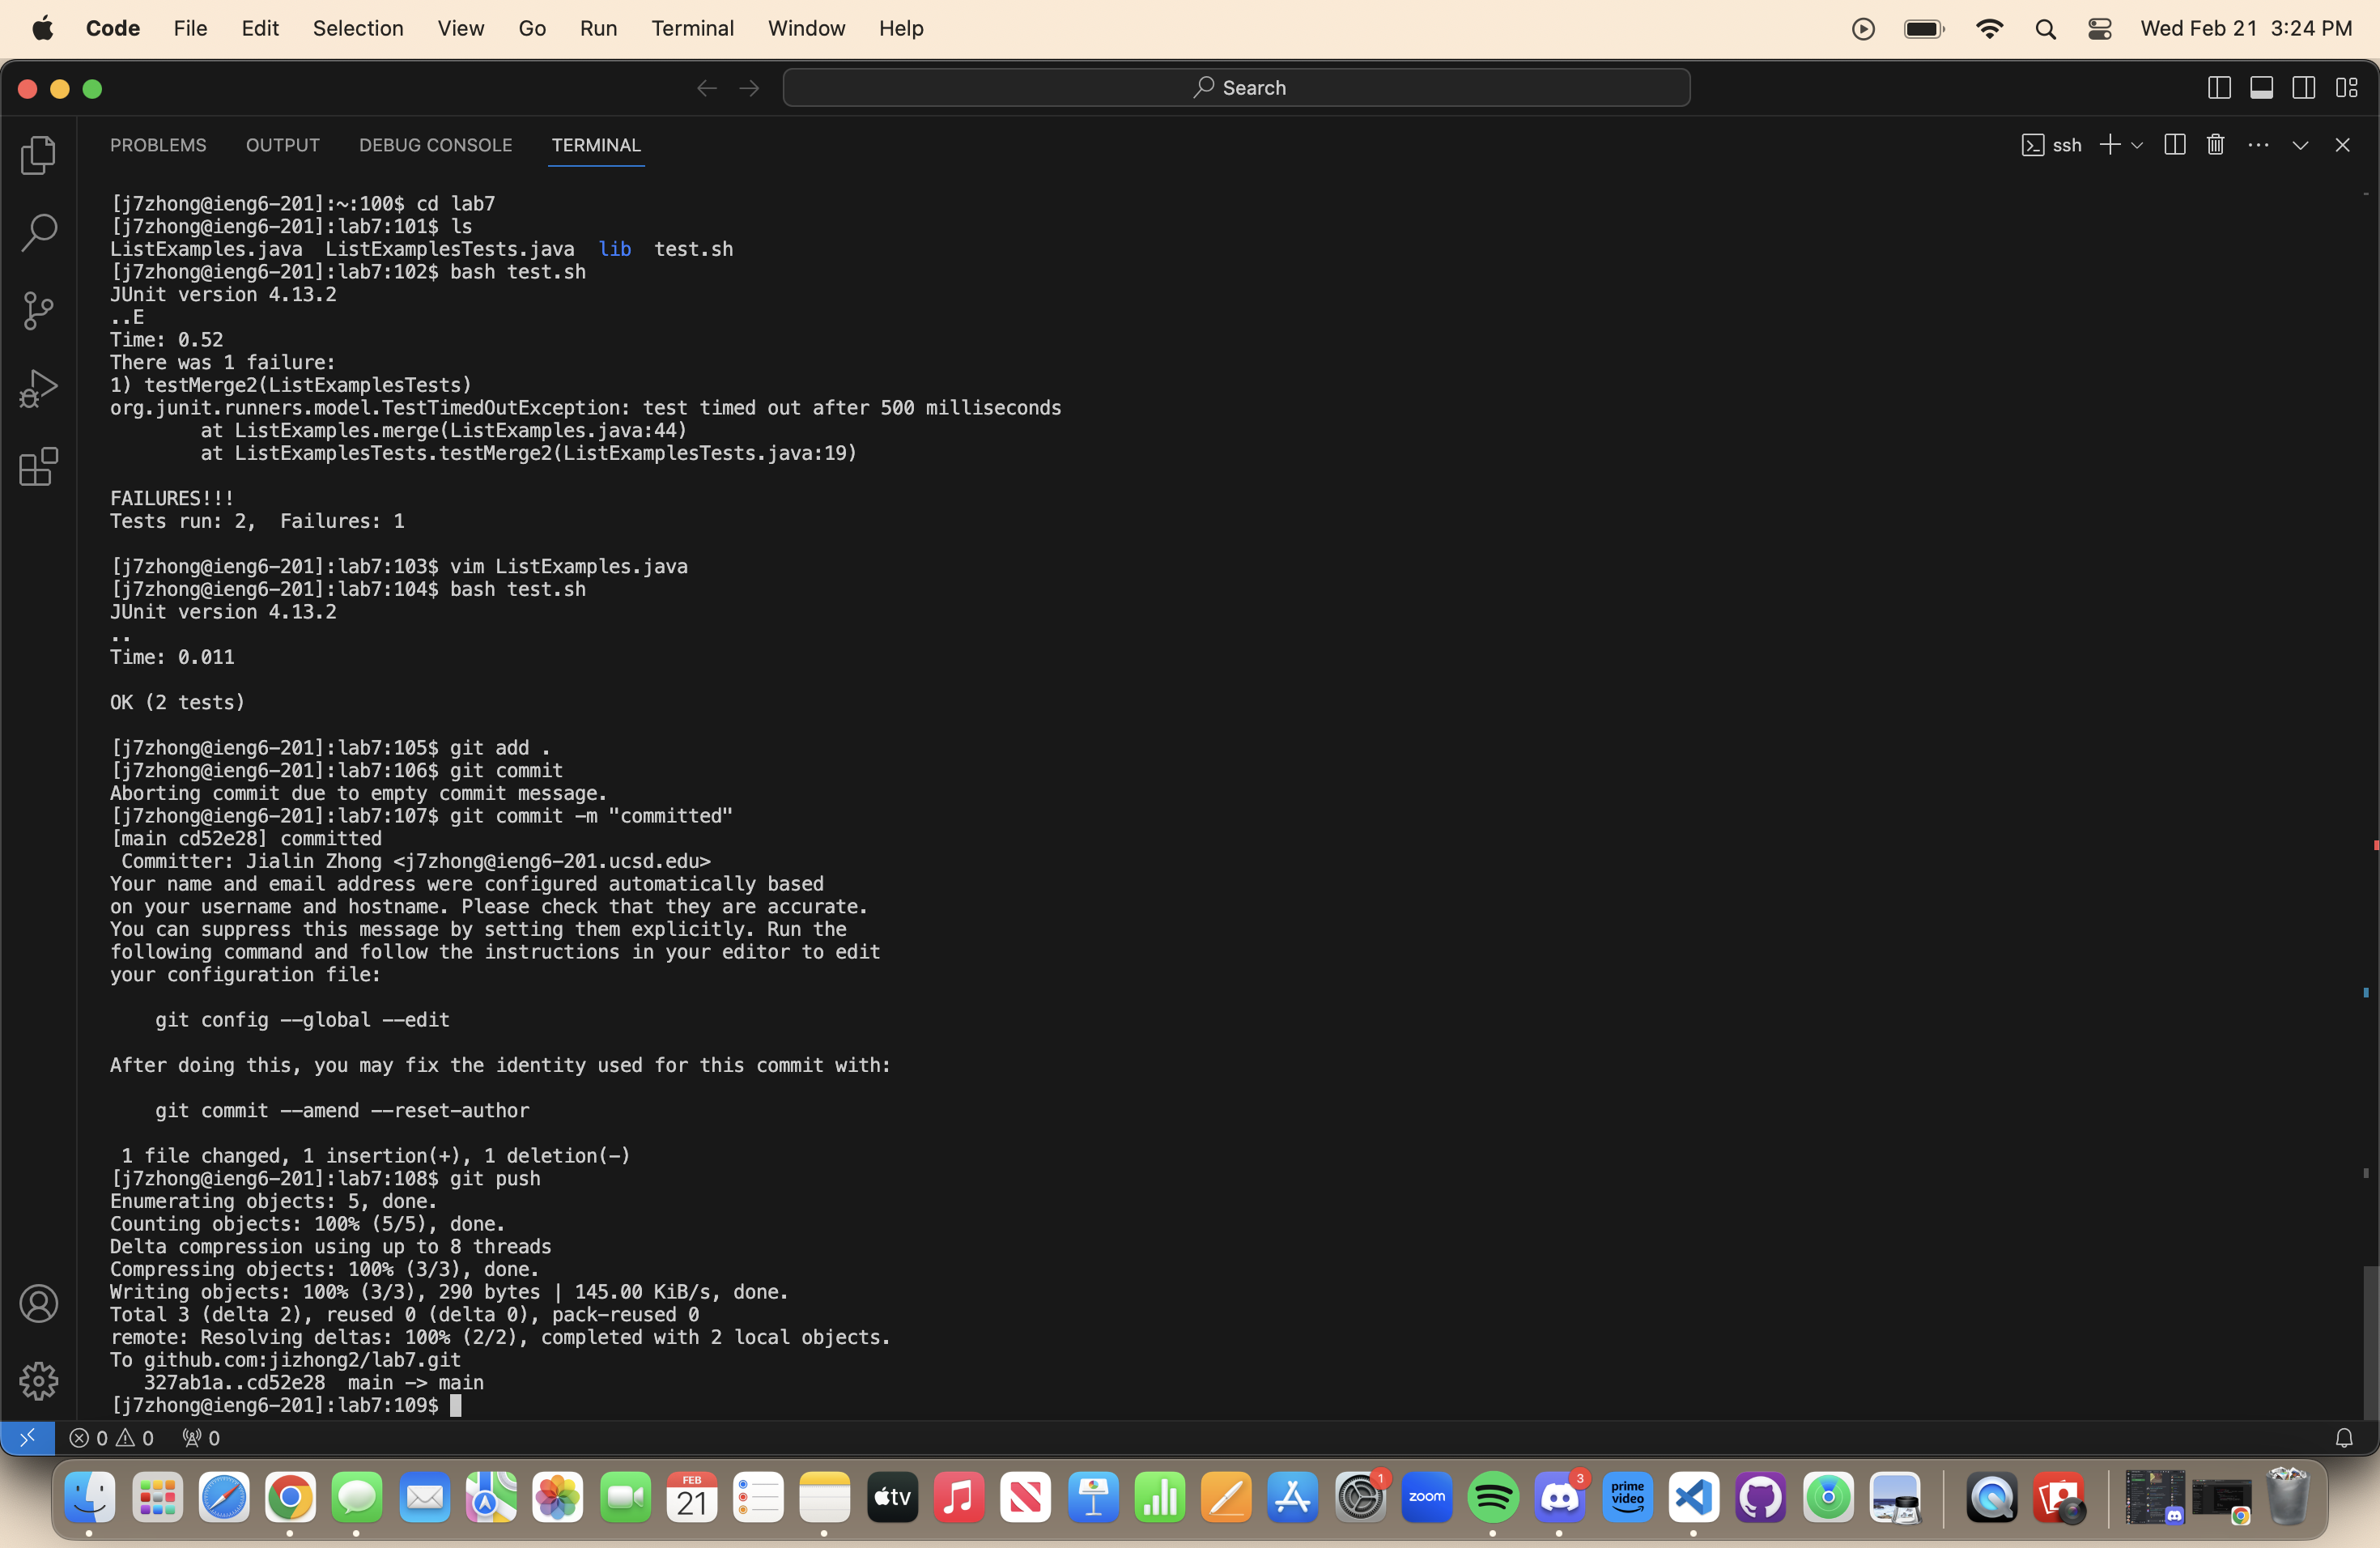 Code File Edit Selection View Go Run Terminal Window Help Wed Feb 21 3:24 PM
Search
PROBLEMS OUTPUT DEBUG CONSOLE TERMINAL ssh
[j7zhong@ieng6-201]:~:100$ cd lab7
[j7zhong@ieng6-201]:lab7:101$ ls
ListExamples.java ListExamplesTests.java lib test.sh
[j7zhong@ieng6-201]:lab7:102$ bash test.sh
JUnit version 4.13.2
..E
Time: 0.52
There was 1 failure:
1) testMerge2(ListExamplesTests)
org.junit.runners.model.TestTimedOutException: test timed out after 500 milliseconds
at ListExamples.merge(ListExamples.java:44)
at ListExamplesTests.testMerge2(ListExamplesTests.java:19)
FAILURES!!!
Tests run: 2, Failures: 1
[j7zhong@ieng6-201]:lab7:103$ vim ListExamples.java
[j7zhong@ieng6-201]:lab7:104$ bash test.sh
JUnit version 4.13.2
..
Time: 0.011
OK (2 tests)
[j7zhong@ieng6-201]:lab7:105$ git add .
[j7zhong@ieng6-201]:lab7:106$ git commit
Aborting commit due to empty commit message.
[j7zhong@ieng6-201]:lab7:107$ git commit -m "committed"
[main cd52e28] committed
Committer: Jialin Zhong <j7zhong@ieng6-201.ucsd.edu>
Your name and email address were configured automatically based
on your username and hostname. Please check that they are accurate.
You can suppress this message by setting them explicitly. Run the
following command and follow the instructions in your editor to edit
your configuration file:
git config --global --edit
After doing this, you may fix the identity used for this commit with:
git commit --amend --reset-author
1 file changed, 1 insertion(+), 1 deletion(-)
[j7zhong@ieng6-201]:lab7:108$ git push
Enumerating objects: 5, done.
Counting objects: 100% (5/5), done.
Delta compression using up to 8 threads
Compressing objects: 100% (3/3), done.
Writing objects: 100% (3/3), 290 bytes | 145.00 KiB/s, done.
Total 3 (delta 2), reused 0 (delta 0), pack-reused 0
remote: Resolving deltas: 100% (2/2), completed with 2 local objects.
To github.com:jizhong2/lab7.git
327ab1a..cd52e28 main -> main
[j7zhong@ieng6-201]:lab7:109$
0 0 0
FEB
21
tv
1
zoom
3
prime
video